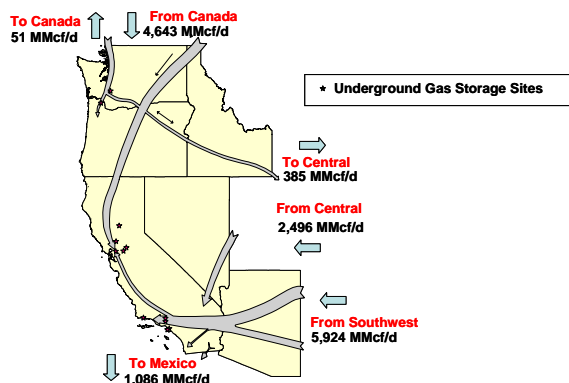 To Canada
51 MMcf/d
From Canada
4,643 MMcf/d
Underground Gas Storage Sites
To Central
385 MMcf/d
From Central
2,496 MMcf/d
From Southwest
5,924 MMcf/d
To Mexico
1,086 MMcf/d